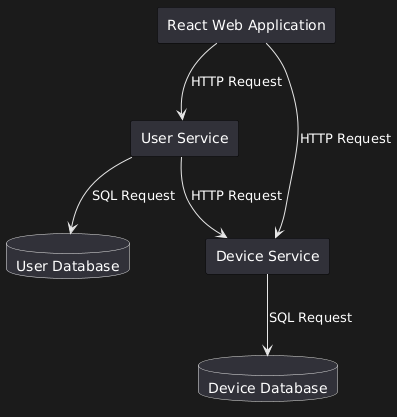 React Web Application
HTTP Request
User Service
HTTP Request
SQL Request
HTTP Request
Device Service
User Database
SQL Request
Device Database